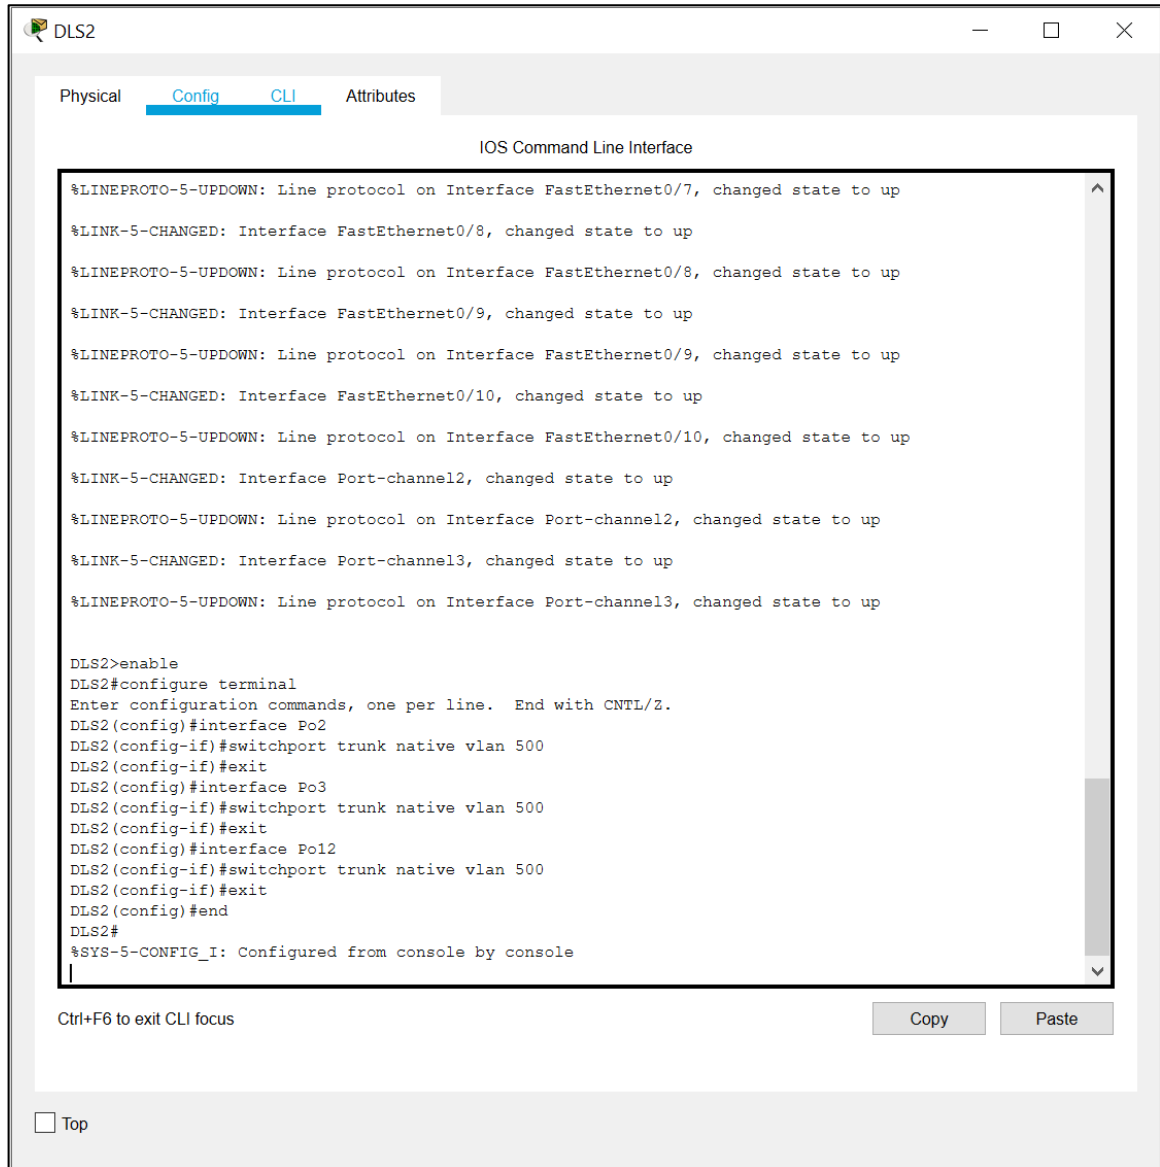 DLS2
Physical Config CLI Attributes
IOS Command Line Interface
%LINEPROTO-5-UPDOWN: Line protocol on Interface FastEthernet0/7, changed state to up
%LINK-5-CHANGED: Interface FastEthernet0/8, changed state to up
%LINEPROTO-5-UPDOWN: Line protocol on Interface FastEthernet0/8, changed state to up
%LINK-5-CHANGED: Interface FastEthernet0/9, changed state to up
%LINEPROTO-5-UPDOWN: Line protocol on Interface FastEthernet0/9, changed state to up
%LINK-5-CHANGED: Interface FastEthernet0/10, changed state to up
%LINEPROTO-5-UPDOWN: Line protocol on Interface FastEthernet0/10, changed state to up
%LINK-5-CHANGED: Interface Port-channel2, changed state to up
%LINEPROTO-5-UPDOWN: Line protocol on Interface Port-channel2, changed state to up
%LINK-5-CHANGED: Interface Port-channel3, changed state to up
%LINEPROTO-5-UPDOWN: Line protocol on Interface Port-channel3, changed state to up
DLS2>enable
DLS2#configure terminal
Enter configuration commands, one per line.  End with CNTL/Z.
DLS2(config)#interface Po2
DLS2(config-if)#switchport trunk native vlan 500
DLS2(config-if)#exit
DLS2(config)#interface Po3
DLS2(config-if)#switchport trunk native vlan 500
DLS2(config-if)#exit
DLS2(config)#interface Po12
DLS2(config-if)#switchport trunk native vlan 500
DLS2(config-if)#exit
DLS2(config)#end
DLS2#
%SYS-5-CONFIG_I: Configured from console by console
Ctrl+F6 to exit CLI focus
Copy Paste
Top